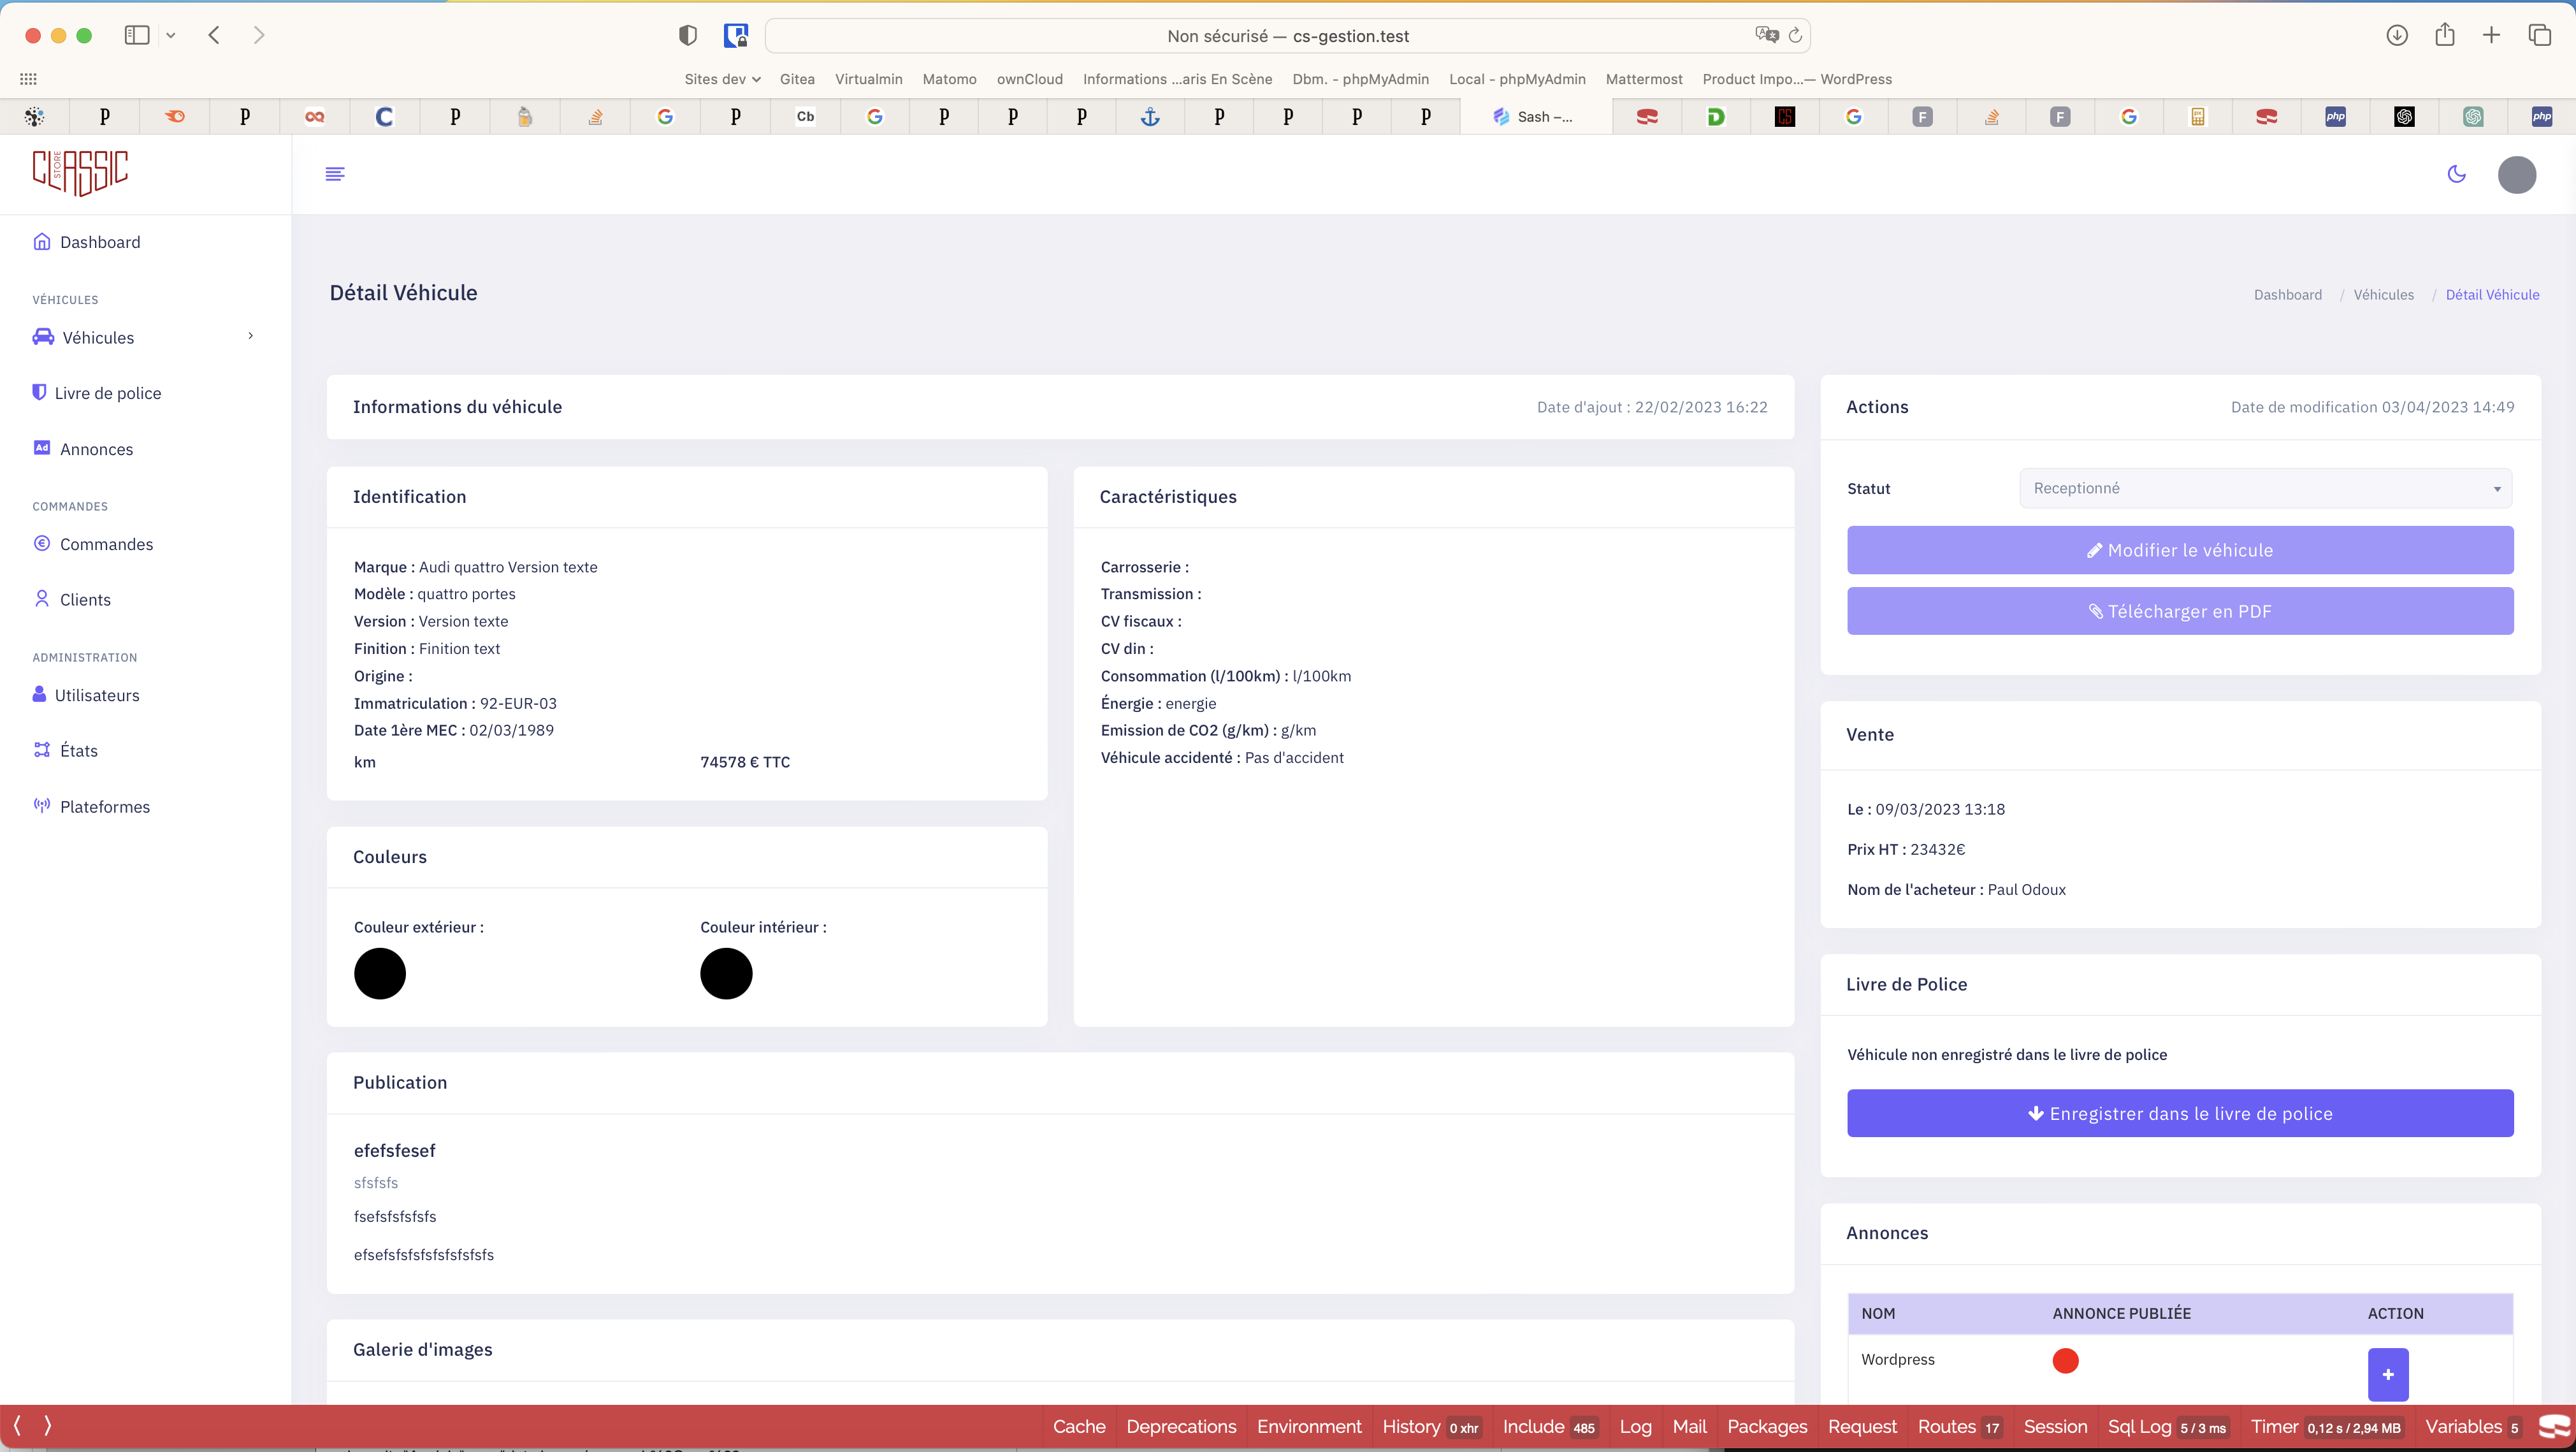 Non sécurisé — cs-gestion.test
Sites dev
Gitea
Virtualmin
Matomo
ownCloud
Informations ...aris En Scène
Dbm. - phpMyAdmin
Local - phpMyAdmin
Mattermost
Product Impo...— WordPress
Cb
Sash –...
CLASSIC
STORE
Dashboard
VÉHICULES
Véhicules
Livre de police
Ad Annonces
COMMANDES
Commandes
Clients
ADMINISTRATION
Utilisateurs
États
Plateformes
Détail Véhicule
Dashboard / Véhicules / Détail Véhicule
Informations du véhicule
Date d'ajout : 22/02/2023 16:22
Identification
Marque : Audi quattro Version texte
Modèle : quattro portes
Version : Version texte
Finition : Finition text
Origine :
Immatriculation : 92-EUR-03
Date 1ère MEC : 02/03/1989
km
74578 € TTC
Caractéristiques
Carrosserie :
Transmission :
CV fiscaux :
CV din :
Consommation (l/100km) : l/100km
Énergie : energie
Emission de CO2 (g/km) : g/km
Véhicule accidenté : Pas d'accident
Couleurs
Couleur extérieur :
Couleur intérieur :
Publication
efefsfesef
sfsfsfs
fsefsfsfsfsfs
efsefsfsfsfsfsfsfsfsfs
Galerie d'images
Actions
Date de modification 03/04/2023 14:49
Statut
Receptionné
Modifier le véhicule
Télécharger en PDF
Vente
Le : 09/03/2023 13:18
Prix HT : 23432€
Nom de l'acheteur : Paul Odoux
Livre de Police
Véhicule non enregistré dans le livre de police
Enregistrer dans le livre de police
Annonces
NOM
ANNONCE PUBLIÉE
ACTION
Wordpress
+
Cache
Deprecations
Environment
History 0 xhr
Include 485
Log
Mail
Packages
Request
Routes 17
Session
Sql Log 5 / 3 ms
Timer 0,12 s / 2,94 MB
Variables 5